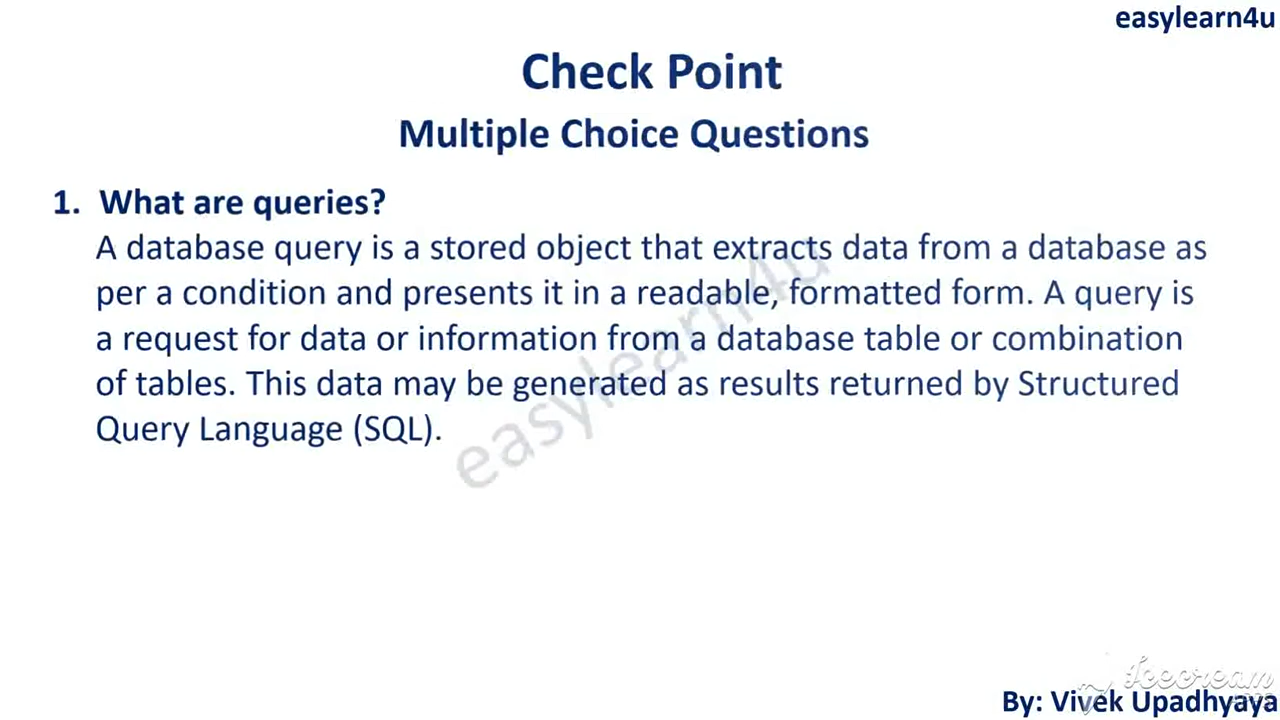 easylearn4u
Check Point
Multiple Choice Questions
1. What are queries?
A database query is a stored object that extracts data from a database as
per a condition and presents it in a readable, formatted form. A query is
a request for data or information from a database table or combination
of tables. This data may be generated as results returned by Structured
Query Language (SQL).
easylearn4u
Icecream
APPS
By: Vivek Upadhyaya